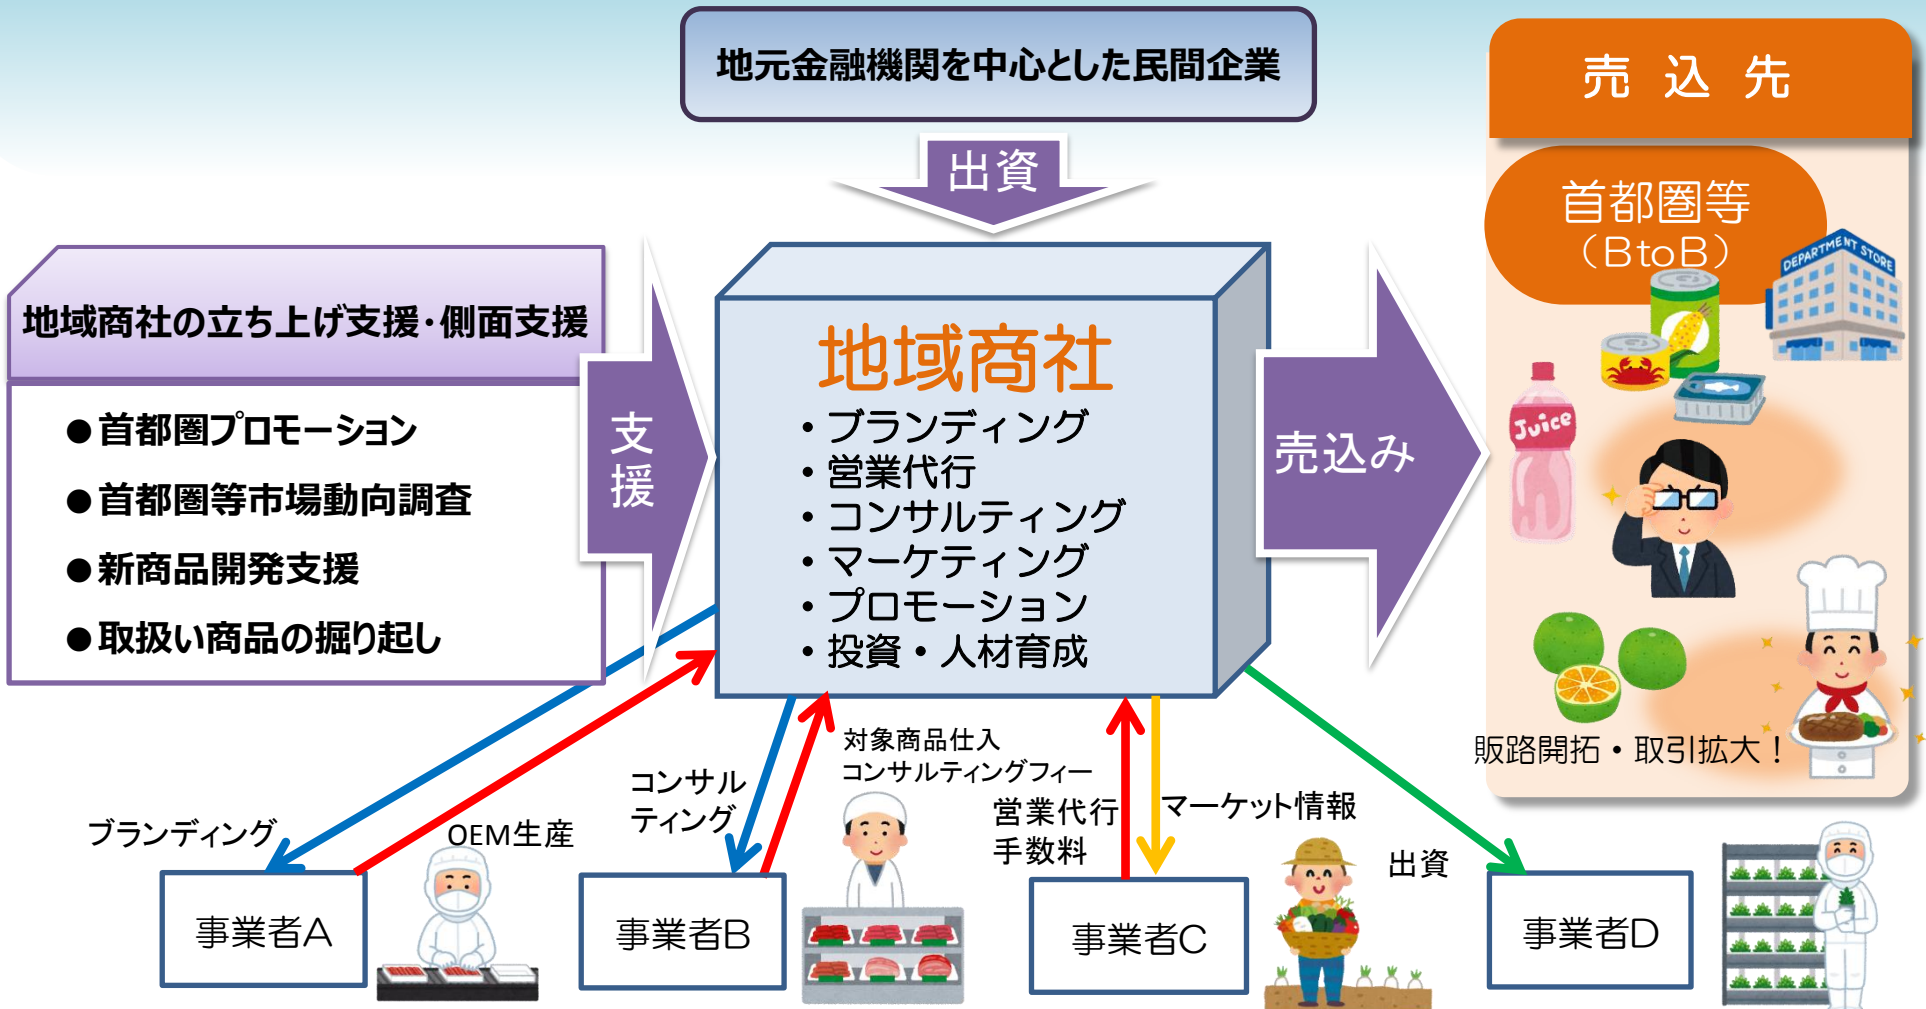 地元金融機関を中心とした民間企業
出資
売込先
首都圏等
（BtoB）
DEPARTMENT STORE
Juice
販路開拓・取引拡大！
地域商社の立ち上げ支援・側面支援
●首都圏プロモーション
●首都圏等市場動向調査
●新商品開発支援
●取扱い商品の掘り起し
支援
地域商社
・ブランディング
・営業代行
・コンサルティング
・マーケティング
・プロモーション
・投資・人材育成
売込み
ブランディング
OEM生産
コンサル
ティング
対象商品仕入
コンサルティングフィー
営業代行
手数料
マーケット情報
出資
事業者A
事業者B
事業者C
事業者D